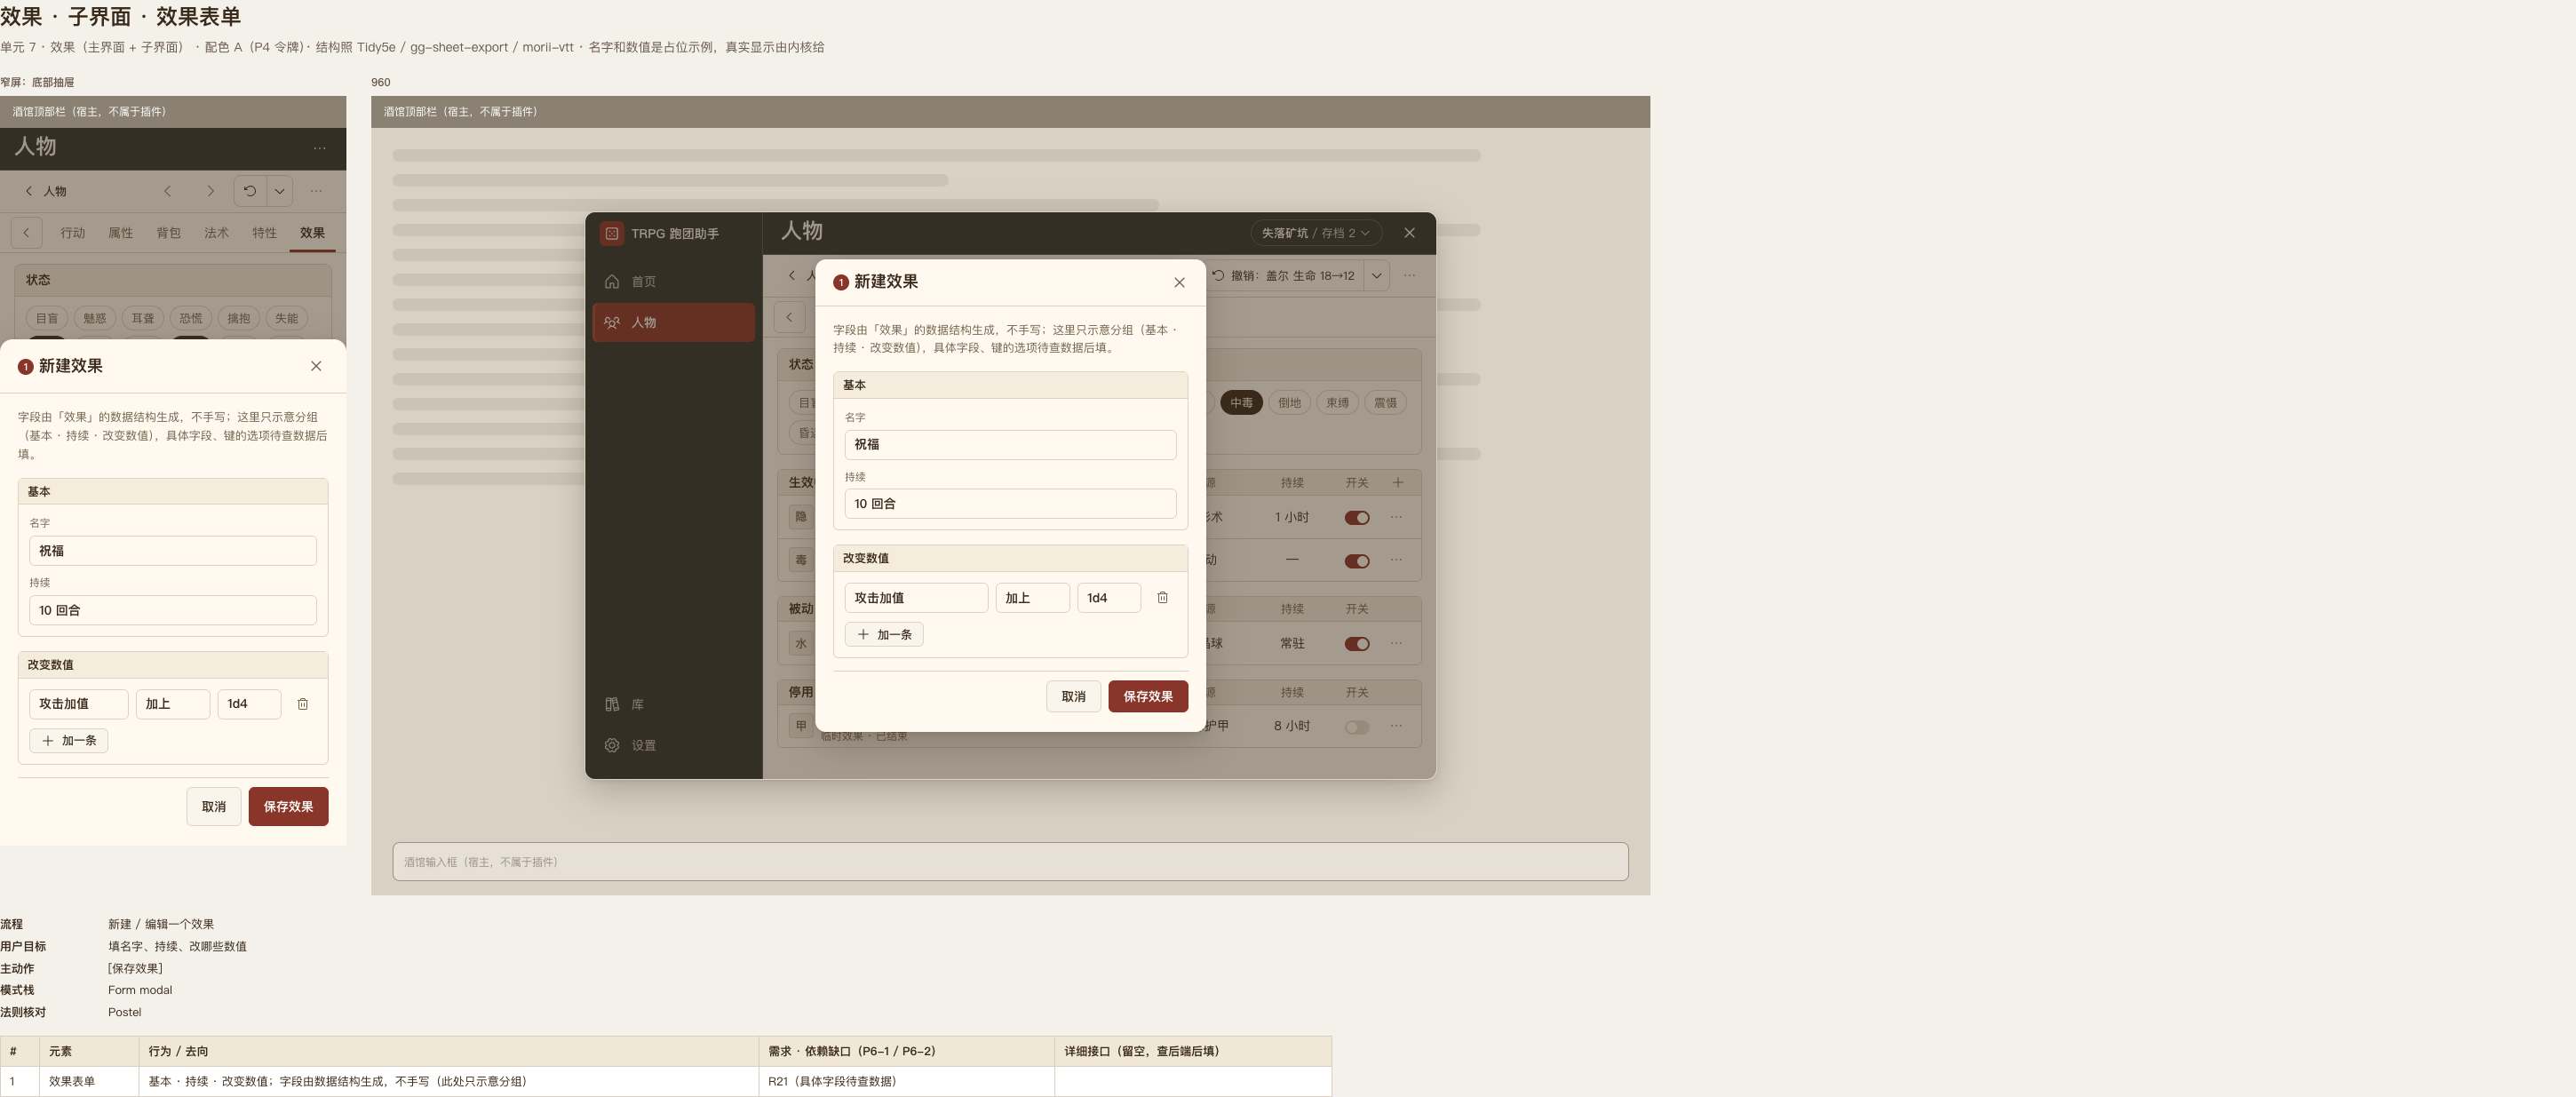 效果 · 子界面 · 效果表单
单元 7 · 效果（主界面 + 子界面） · 配色 A（P4 令牌）· 结构照 Tidy5e / gg-sheet-export / morii-vtt · 名字和数值是占位示例，真实显示由内核给
窄屏：底部抽屉
酒馆顶部栏（宿主，不属于插件）
人物
…
人物
…
行动 属性 背包 法术 特性 效果
状态
目盲 魅惑 耳聋 恐慌 擒抱 失能
1 新建效果
字段由「效果」的数据结构生成，不手写；这里只示意分组
（基本 · 持续 · 改变数值），具体字段、键的选项待查数据后
填。
基本
名字
祝福
持续
10 回合
改变数值
攻击加值 加上 1d4
加一条
取消 保存效果
960
酒馆顶部栏（宿主，不属于插件）
TRPG 跑团助手
首页
人物
库
设置
人物
失落矿坑 / 存档 2
撤销：盖尔 生命 18→12
…
状态
中毒 倒地 束缚 震慑
生效
持续 开关
隐
1 小时 …
毒
动 — …
被动
持续 开关
水
常驻 …
停用
持续 开关
甲
护甲 8 小时 …
临时效果 · 已结束
1 新建效果
字段由「效果」的数据结构生成，不手写；这里只示意分组（基本 ·
持续 · 改变数值），具体字段、键的选项待查数据后填。
基本
名字
祝福
持续
10 回合
改变数值
攻击加值 加上 1d4
加一条
取消 保存效果
酒馆输入框（宿主，不属于插件）
流程 新建 / 编辑一个效果
用户目标 填名字、持续、改哪些数值
主动作 [保存效果]
模式栈 Form modal
法则核对 Postel
# 元素 行为 / 去向 需求 · 依赖缺口（P6-1 / P6-2） 详细接口（留空，查后端后填）
1 效果表单 基本 · 持续 · 改变数值；字段由数据结构生成，不手写（此处只示意分组） R21（具体字段待查数据）